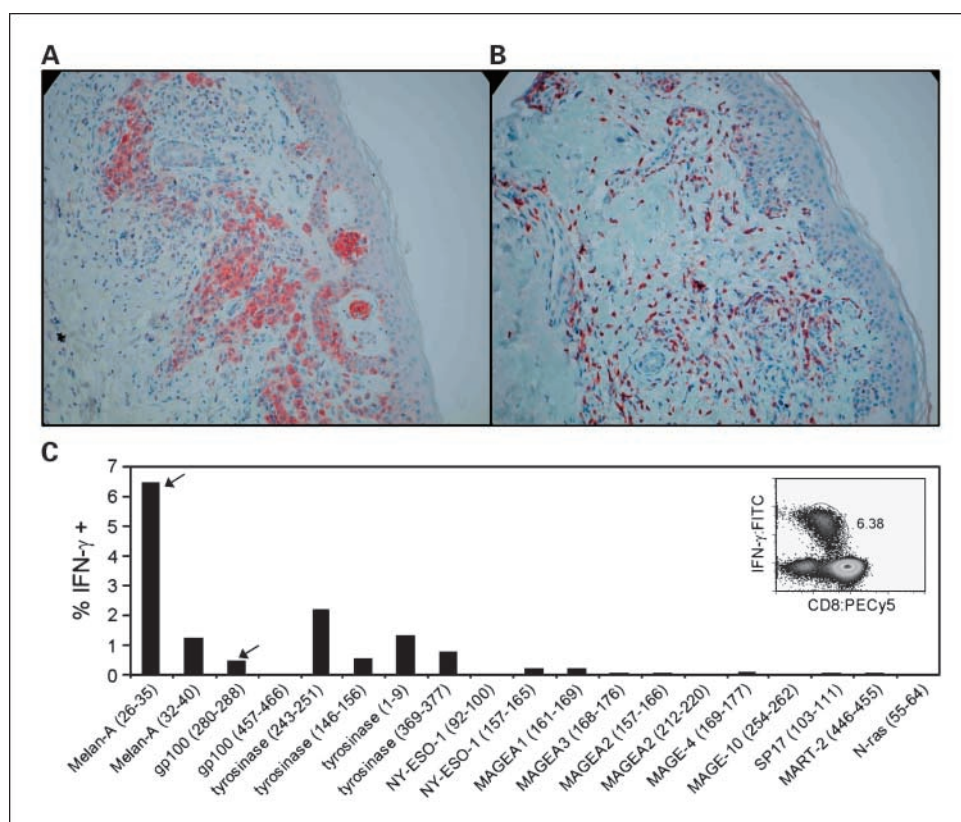 A
B
C
7
6
5
4
3
2
1
0
% IFN-γ +
6.38
IFN-γ:FITC
CD8:PECy5
Melan-A (26-35)
Melan-A (32-40)
gp100 (280-288)
gp100 (457-466)
tyrosinase (243-251)
tyrosinase (146-156)
tyrosinase (1-9)
tyrosinase (369-377)
NY-ESO-1 (92-100)
NY-ESO-1 (157-165)
MAGEA1 (161-169)
MAGEA3 (168-176)
MAGEA2 (157-166)
MAGEA2 (212-220)
MAGE-4 (169-177)
MAGE-10 (254-262)
SP17 (103-111)
MART-2 (446-455)
N-ras (55-64)